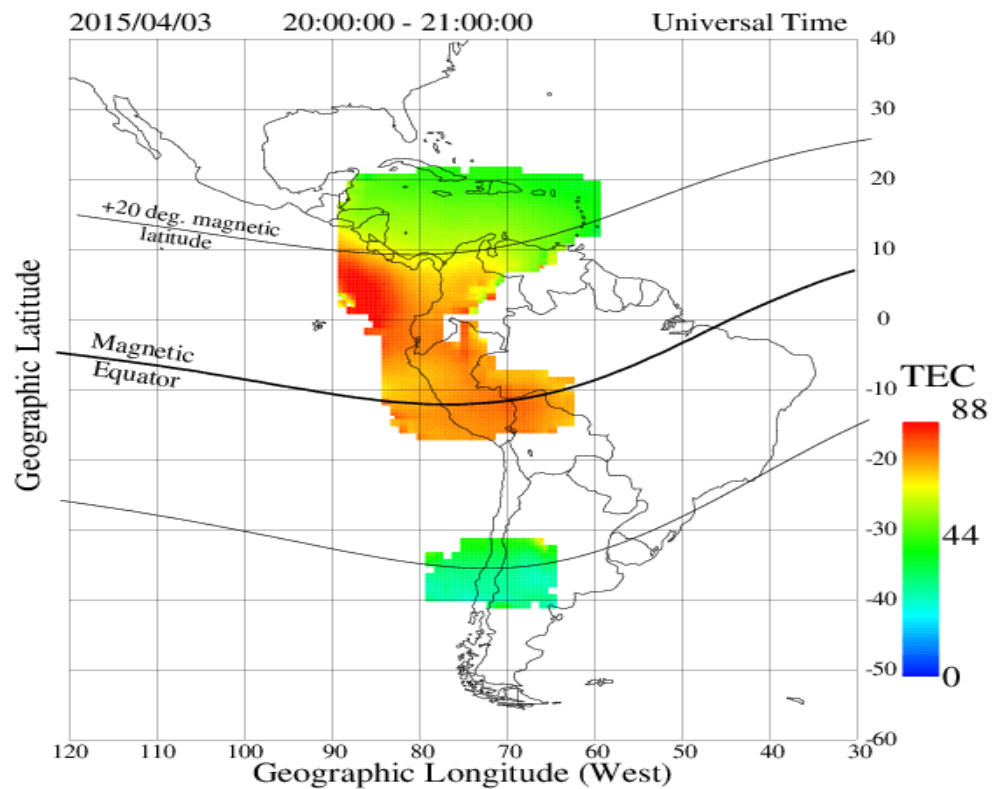 2015/04/03 20:00:00 - 21:00:00 Universal Time
40
30
20
10
0
-10
-20
-30
-40
-50
-60
+20 deg. magnetic
latitude
Magnetic
Equator
Geographic Latitude
TEC
88
44
0
120 110 100 90 80 70 60 50 40 30
Geographic Longitude (West)